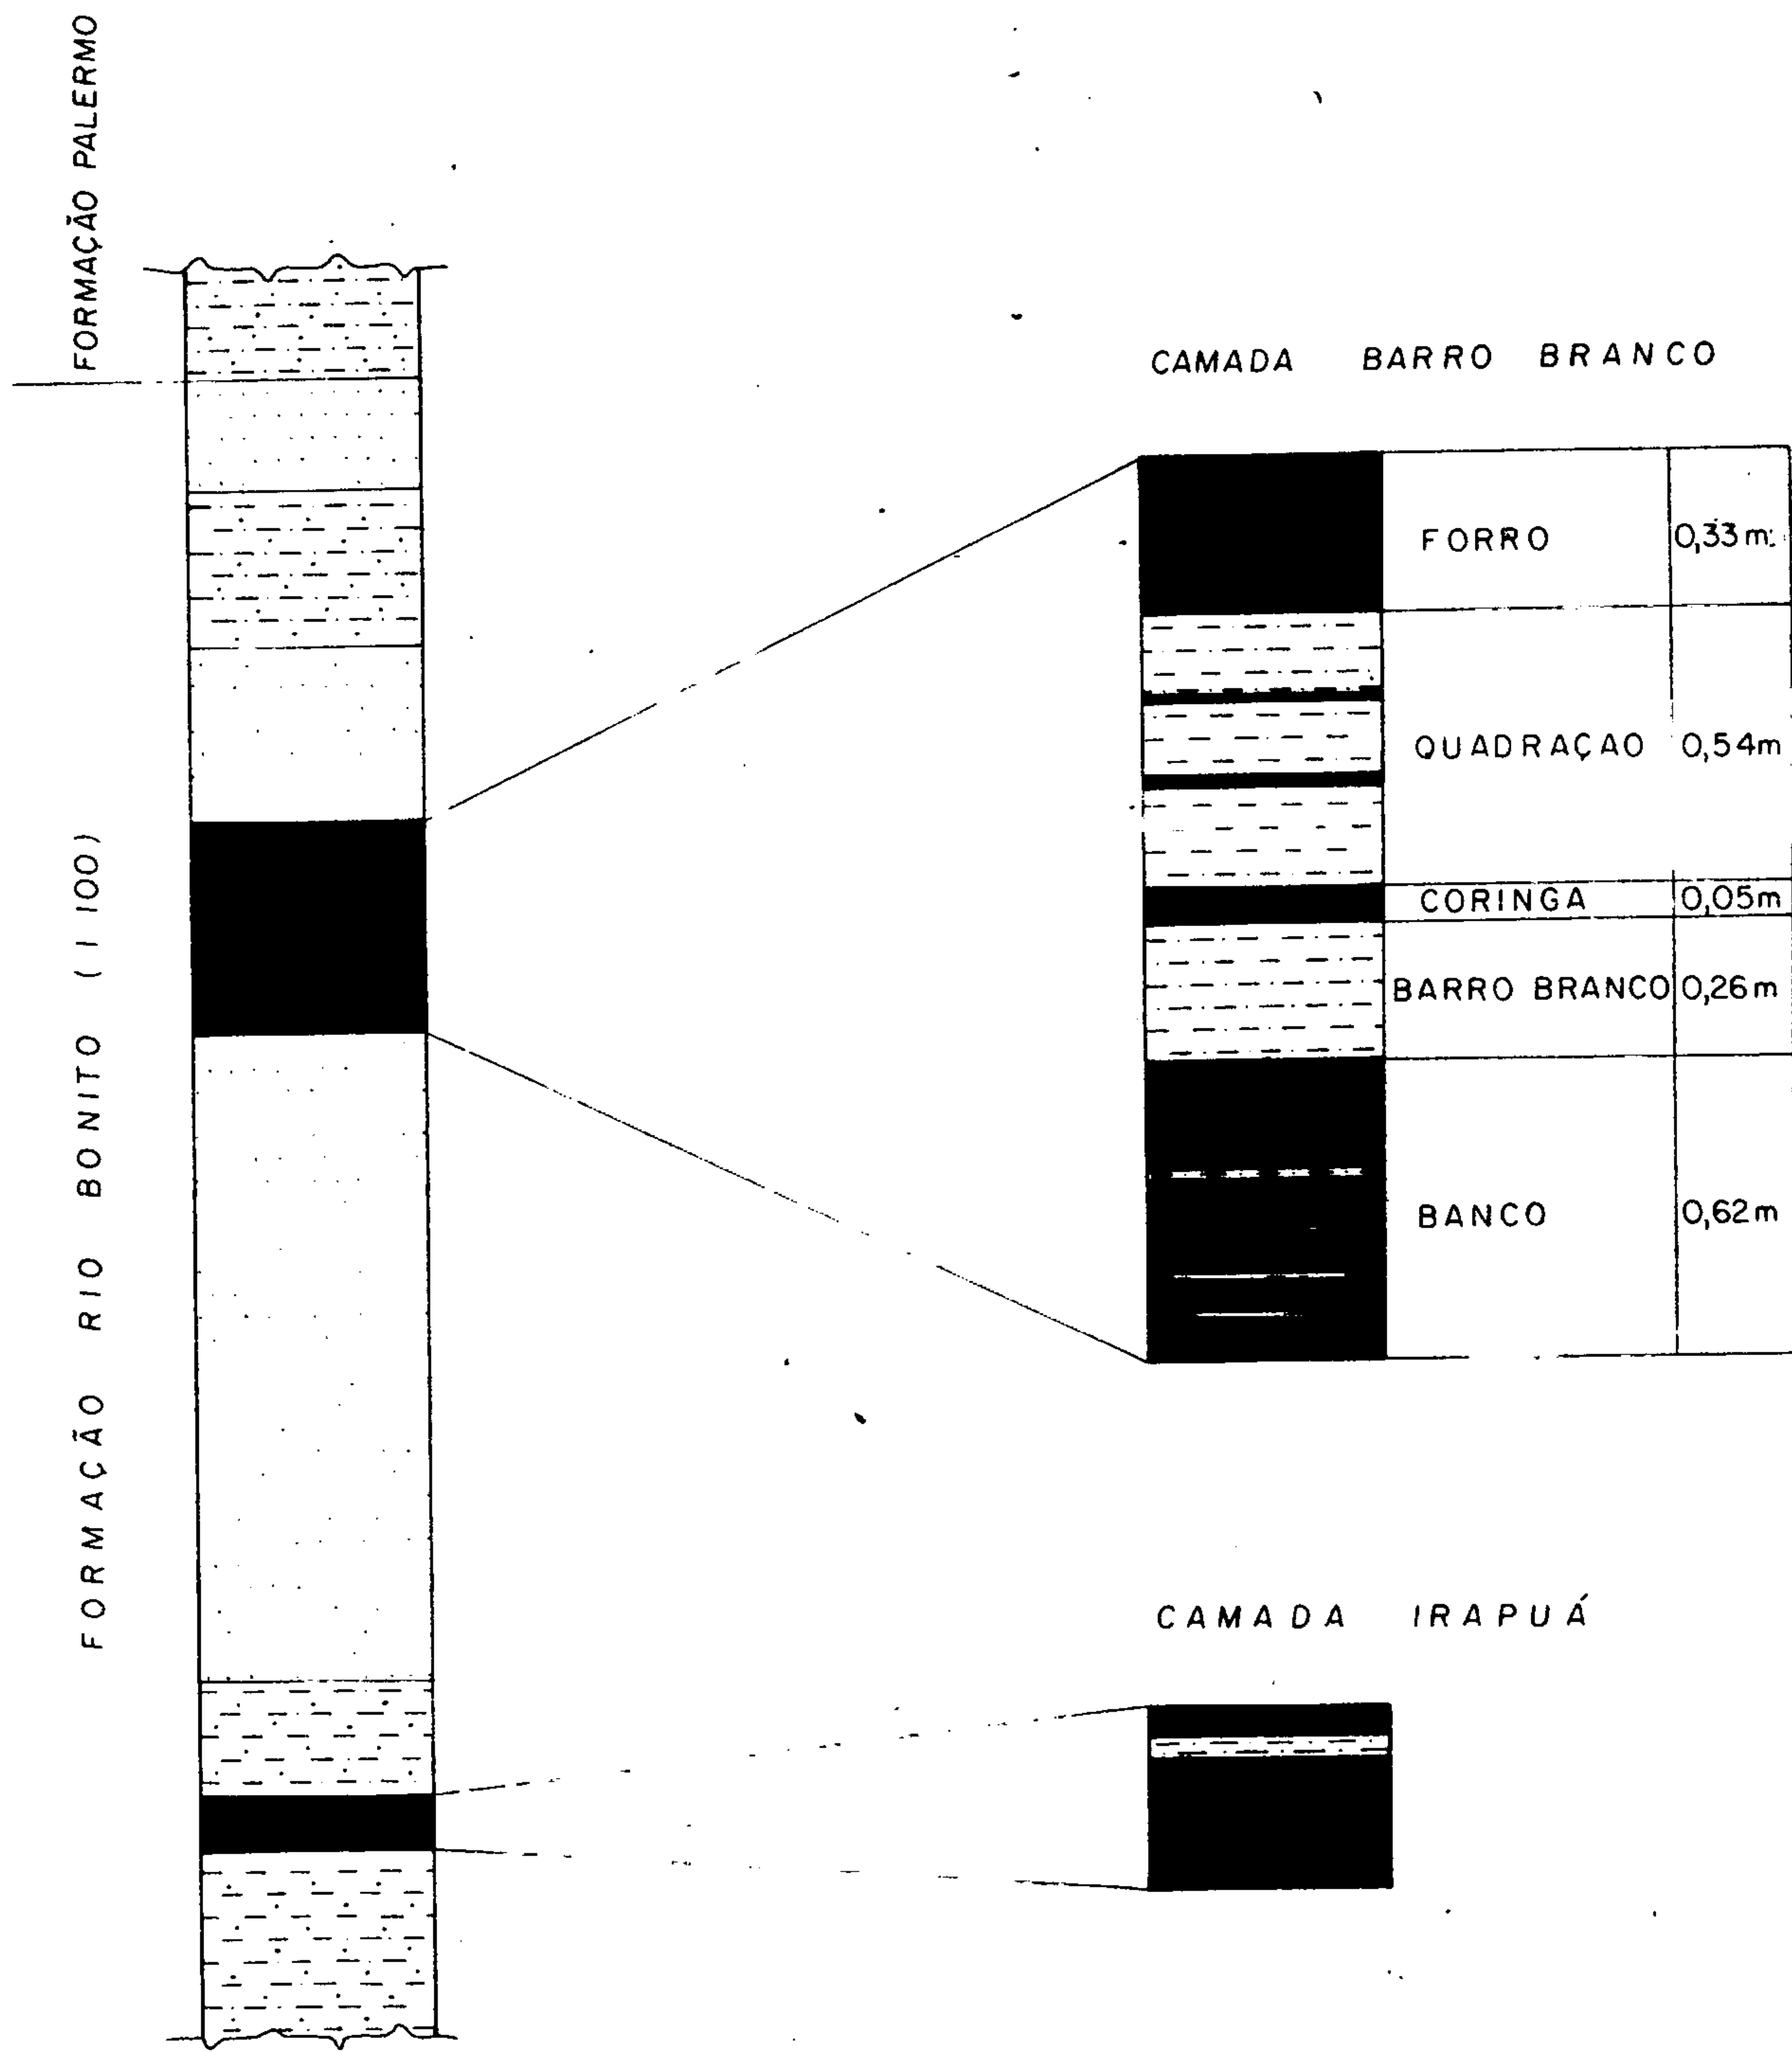 FORMAÇÃO PALERMO
FORMAÇÃO RIO BONITO (1 100)
CAMADA BARRO BRANCO
FORRO 0,33 m
QUADRAÇAO 0,54m
CORINGA 0,05m
BARRO BRANCO 0,26 m
BANCO 0,62m
CAMADA IRAPUÁ